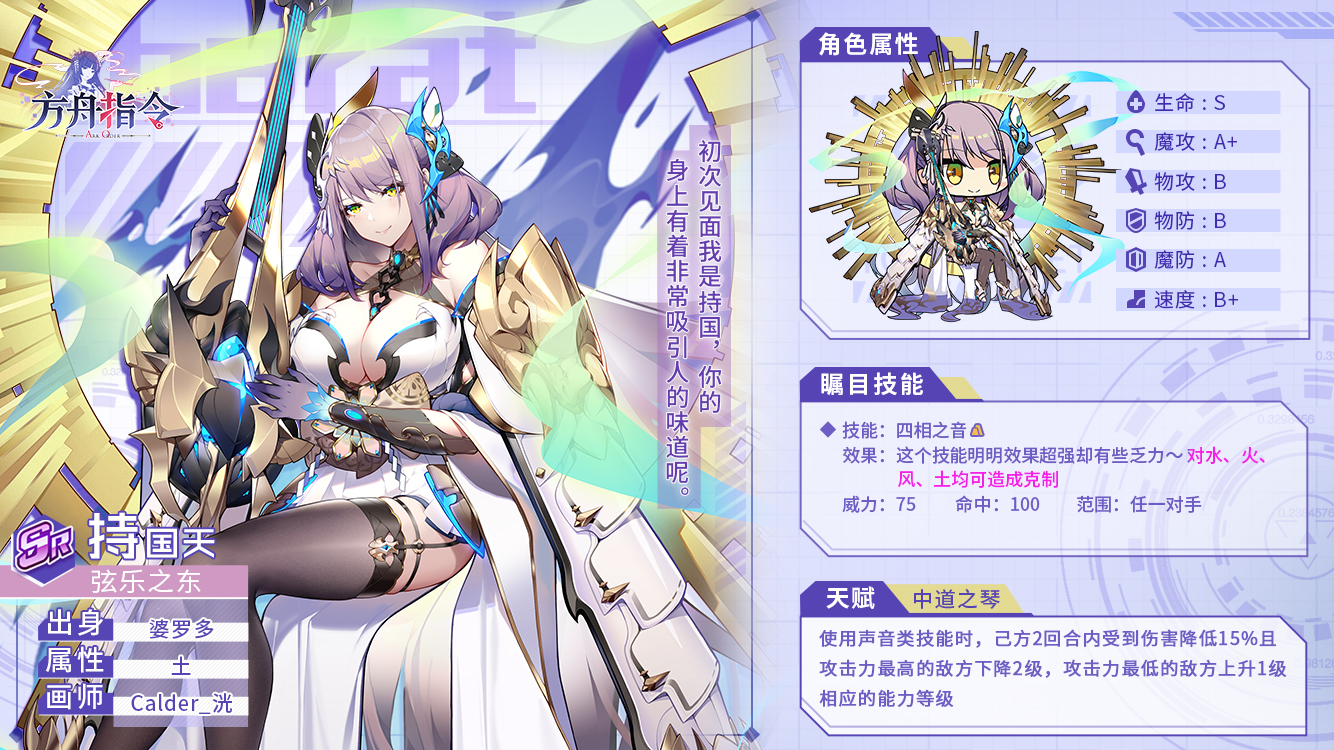 方舟指令
ARK ORDER
初次见面我是持国，你的
身上有着非常吸引人的味道呢。
SR
持国天
弦乐之东
出身 婆罗多
属性 土
画师 Calder_洸
角色属性
生命：S
魔攻：A+
物攻：B
物防：B
魔防：A
速度：B+
瞩目技能
技能：四相之音
效果：这个技能明明效果超强却有些乏力～对水、火、
风、土均可造成克制
威力：75 命中：100 范围：任一对手
天赋 中道之琴
使用声音类技能时，己方2回合内受到伤害降低15%且
攻击力最高的敌方下降2级，攻击力最低的敌方上升1级
相应的能力等级